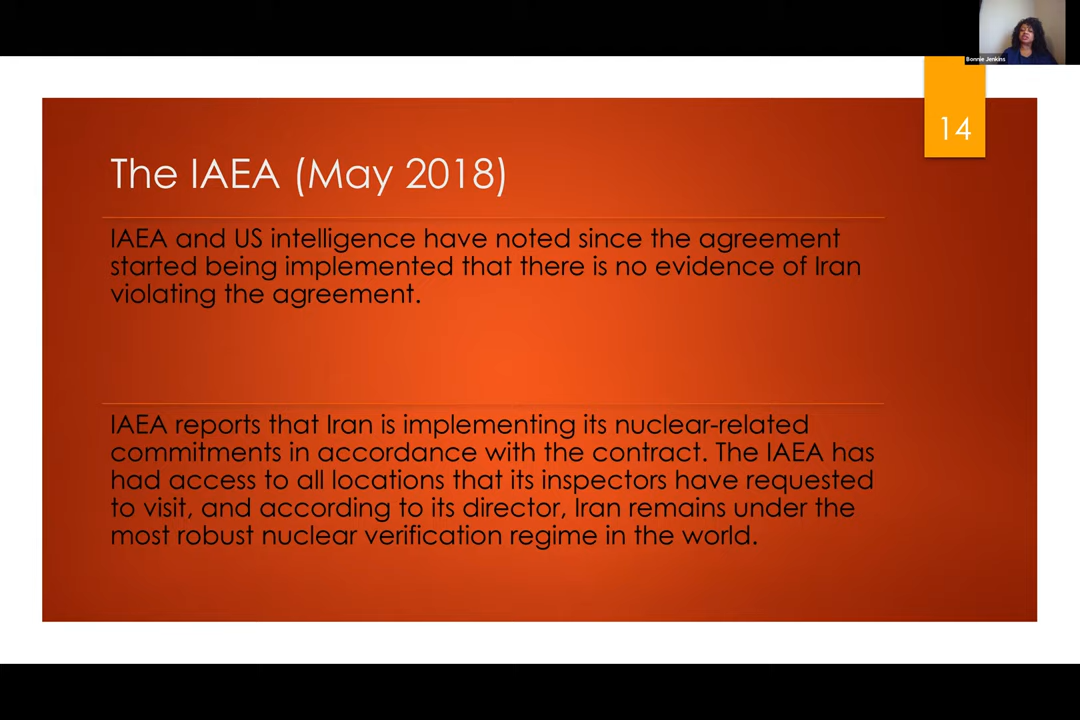 Bonnie Jenkins
14
The IAEA (May 2018)
IAEA and US intelligence have noted since the agreement
started being implemented that there is no evidence of Iran
violating the agreement.
IAEA reports that Iran is implementing its nuclear-related
commitments in accordance with the contract. The IAEA has
had access to all locations that its inspectors have requested
to visit, and according to its director, Iran remains under the
most robust nuclear verification regime in the world.